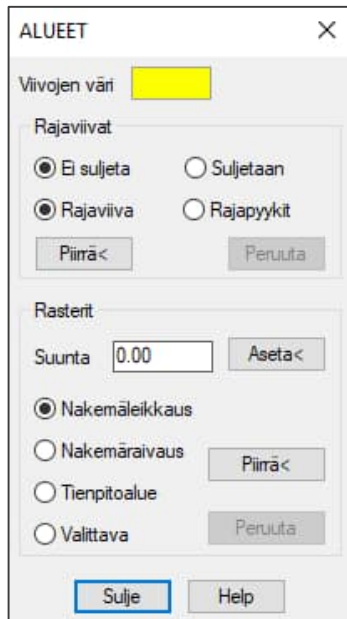 ALUEET
Viivojen väri
Rajaviivat
Ei suljeta Suljetaan
Rajaviiva Rajapyykit
Piirrä< Peruuta
Rasterit
Suunta 0.00 Aseta<
Nakemäleikkaus
Nakemäraivaus
Piirrä<
Tienpitoalue
Valittava Peruuta
Sulje Help